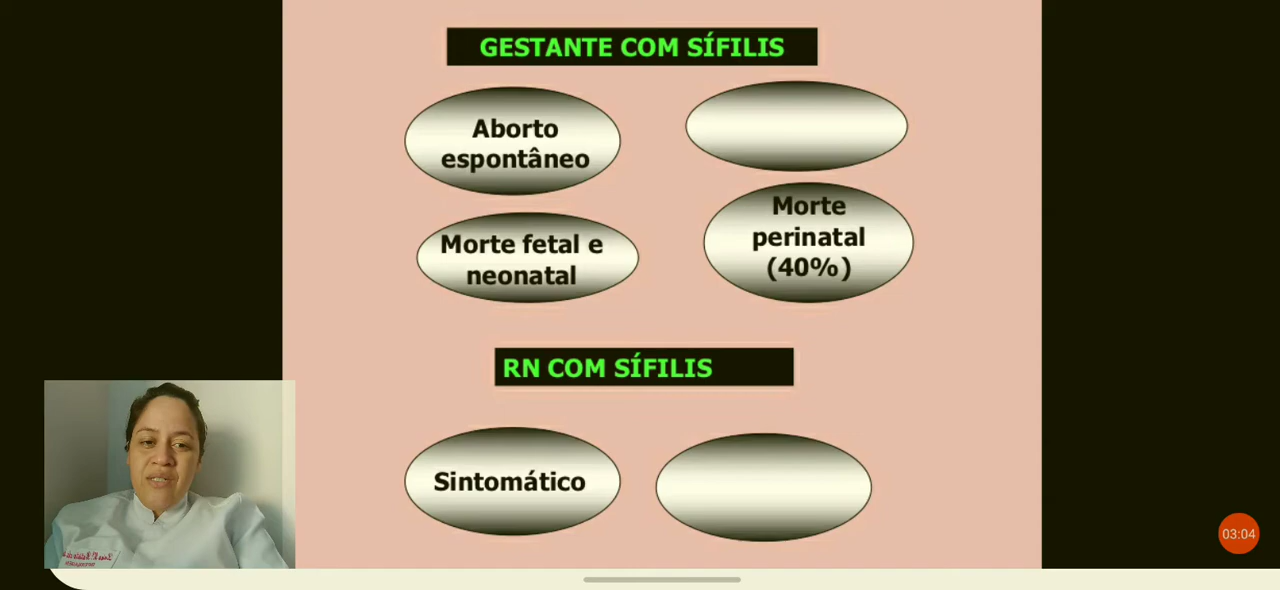 GESTANTE COM SÍFILIS
Aborto
espontâneo
Morte
perinatal
(40%)
Morte fetal e
neonatal
RN COM SÍFILIS
Sintomático
03:04